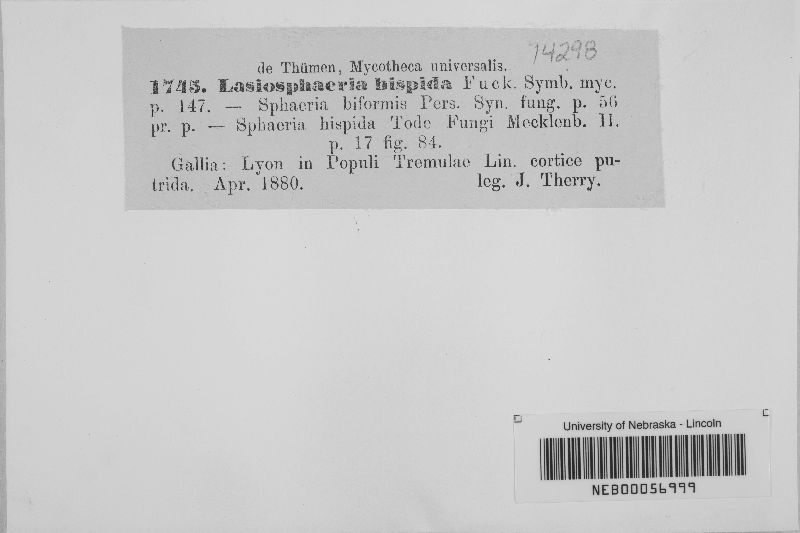 74298
de Thümen, Mycotheca universalis.
1745. Lasiosphaeria hispida Fuck. Symb. myc.
p. 147. — Sphaeria biformis Pers. Syn. fung. p. 56
pr. p. — Sphaeria hispida Tode Fungi Mecklenb. II.
p. 17 fig. 84.
Gallia: Lyon in Populi Tremulae Lin. cortice pu-
trida. Apr. 1880. leg. J. Therry.
University of Nebraska - Lincoln
NEB00056999